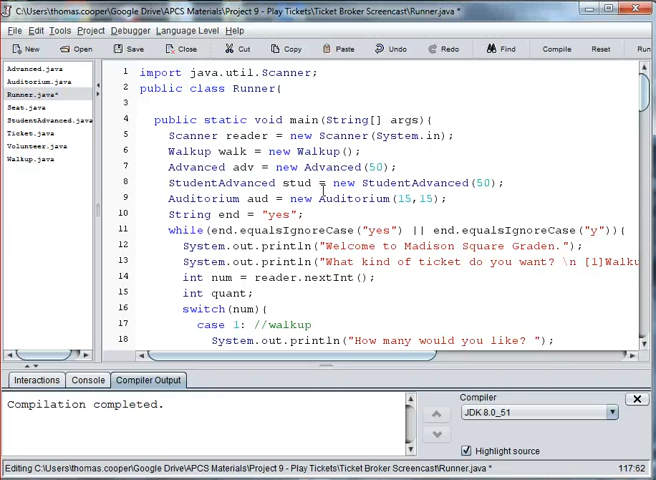 C:\Users\thomas.cooper\Google Drive\APCS Materials\Project 9 - Play Tickets\Ticket Broker Screencast\Runner.java *
File Edit Tools Project Debugger Language Level Help
New Open Save Close Cut Copy Paste Undo Redo Find Compile Reset Run
Advanced.java
Auditorium.java
Runner.java*
Seat.java
StudentAdvanced.java
Ticket.java
Volunteer.java
Walkup.java
1 import java.util.Scanner;
2 public class Runner{
3
4 public static void main(String[] args){
5 Scanner reader = new Scanner(System.in);
6 Walkup walk = new Walkup();
7 Advanced adv = new Advanced(50);
8 StudentAdvanced stud = new StudentAdvanced(50);
9 Auditorium aud = new Auditorium(15,15);
10 String end = "yes";
11 while(end.equalsIgnoreCase("yes") || end.equalsIgnoreCase("y")){
12 System.out.println("Welcome to Madison Square Graden.");
13 System.out.println("What kind of ticket do you want? \n [1]Walku
14 int num = reader.nextInt();
15 int quant;
16 switch(num){
17 case 1: //walkup
18 System.out.println("How many would you like? ");
Interactions Console Compiler Output
Compilation completed.
Compiler
JDK 8.0_51
Highlight source
Editing C:\Users\thomas.cooper\Google Drive\APCS Materials\Project 9 - Play Tickets\Ticket Broker Screencast\Runner.java * 117:52